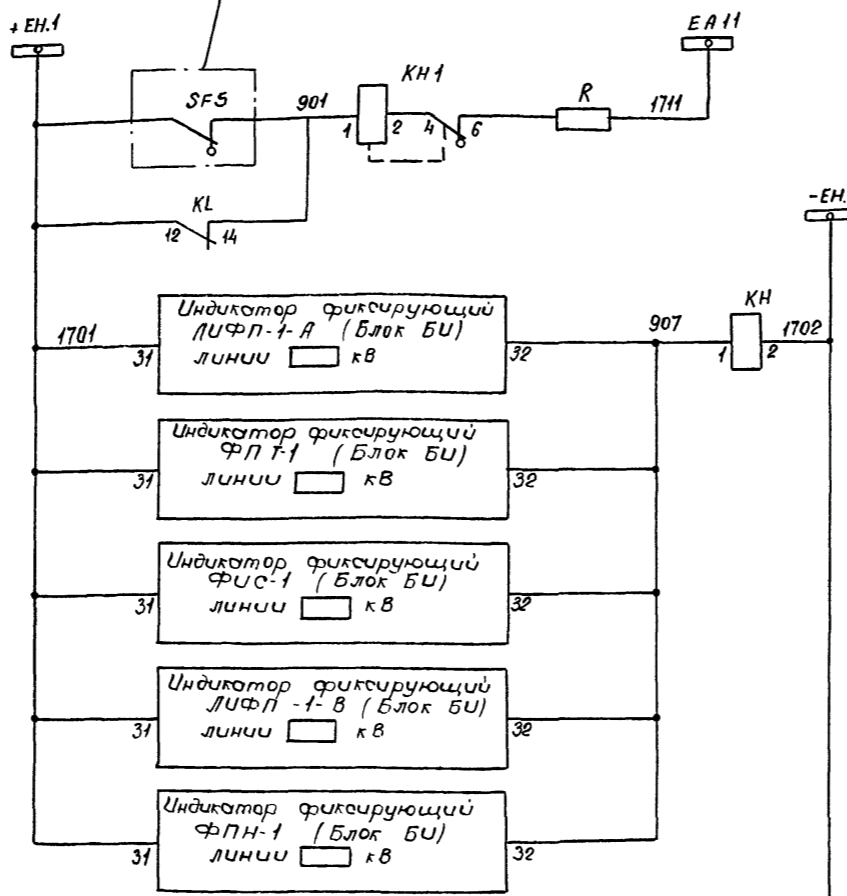 +ЕН.1
ЕА11
SF5
901
КН1
R
1711
1
2
4
6
KL
12
14
-ЕН.
КН
1701
907
1702
1
2
Индикатор фиксирующий
ЛИФП-1-А (Блок БИ)
линии кВ
31
32
Индикатор фиксирующий
ФПТ-1 (Блок БИ)
линии кВ
31
32
Индикатор фиксирующий
ФИС-1 (Блок БИ)
линии кВ
31
32
Индикатор фиксирующий
ЛИФП-1-В (Блок БИ)
линии кВ
31
32
Индикатор фиксирующий
ФПН-1 (Блок БИ)
линии кВ
31
32